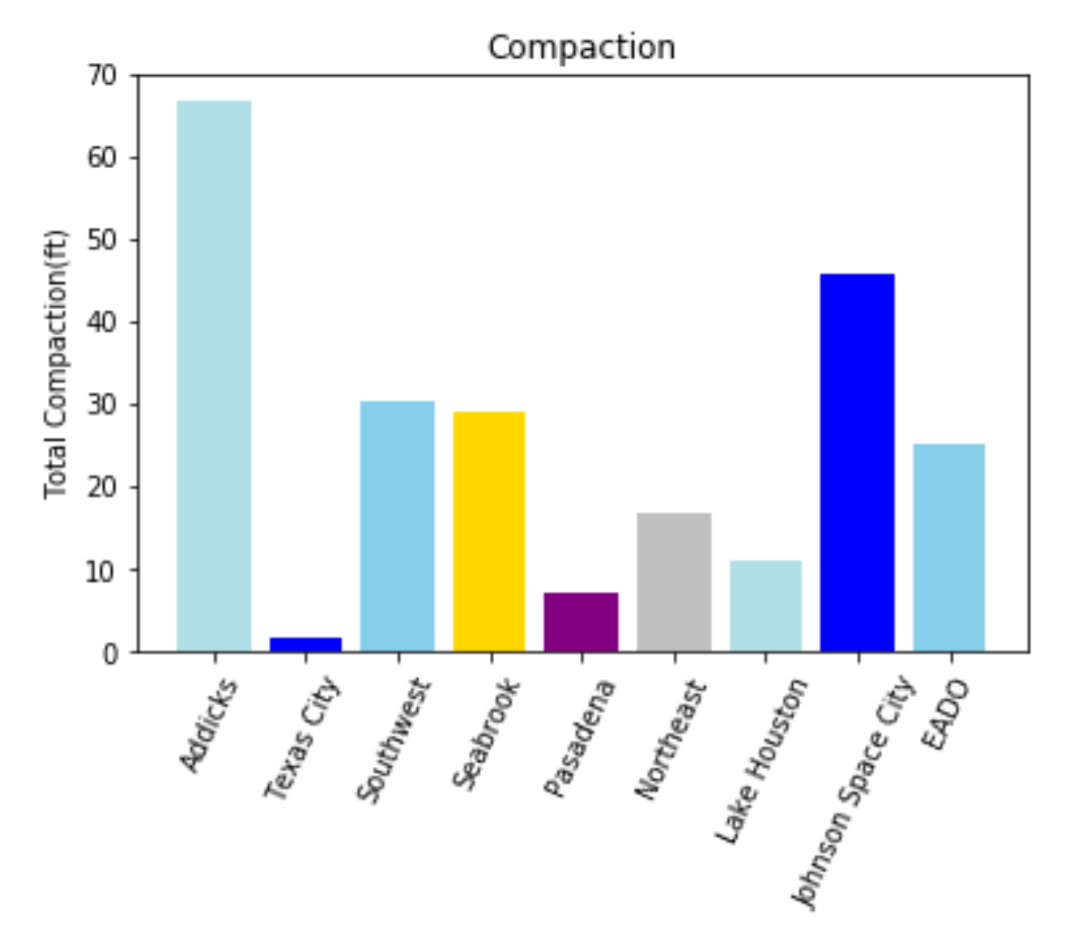 Compaction
Total Compaction(ft)
70
60
50
40
30
20
10
0
Addicks
Texas City
Southwest
Seabrook
Pasadena
Northeast
Lake Houston
Johnson Space City
EADO